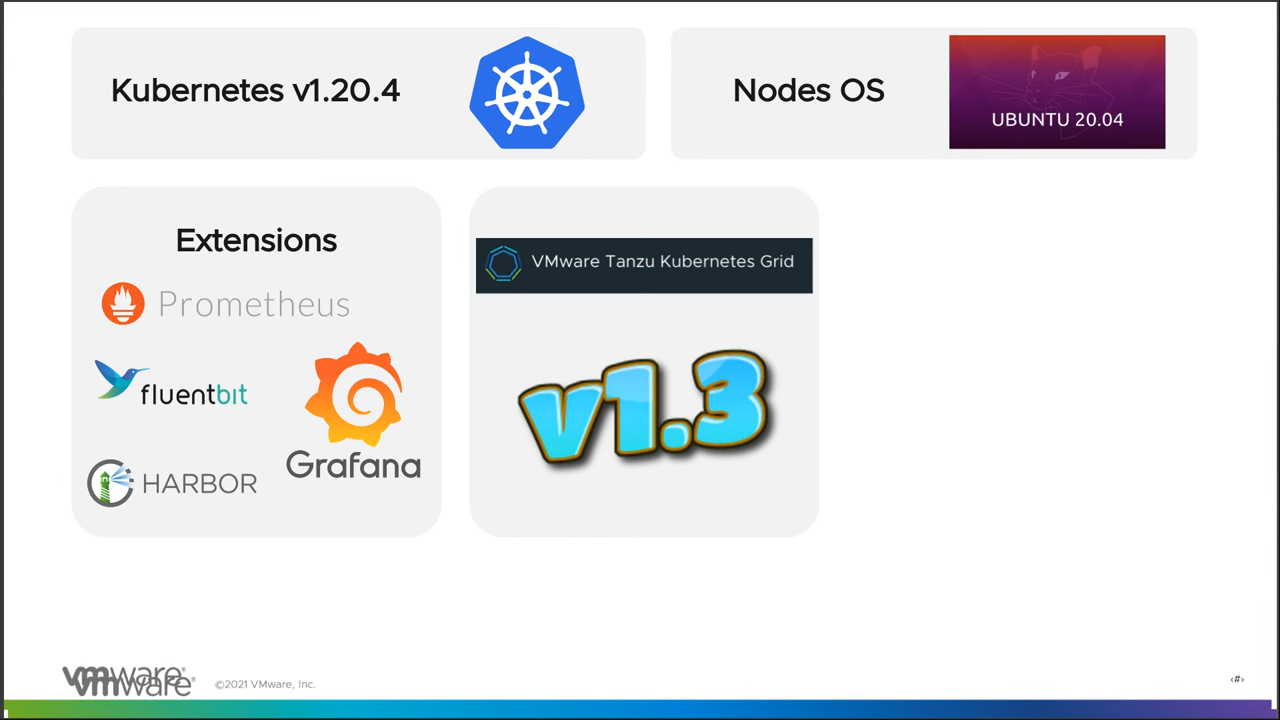 Kubernetes v1.20.4
Nodes OS
UBUNTU 20.04
Extensions
Prometheus
fluentbit
Grafana
HARBOR
VMware Tanzu Kubernetes Grid
v1.3
vmware®
vmware®
©2021 VMware, Inc.
‹#›